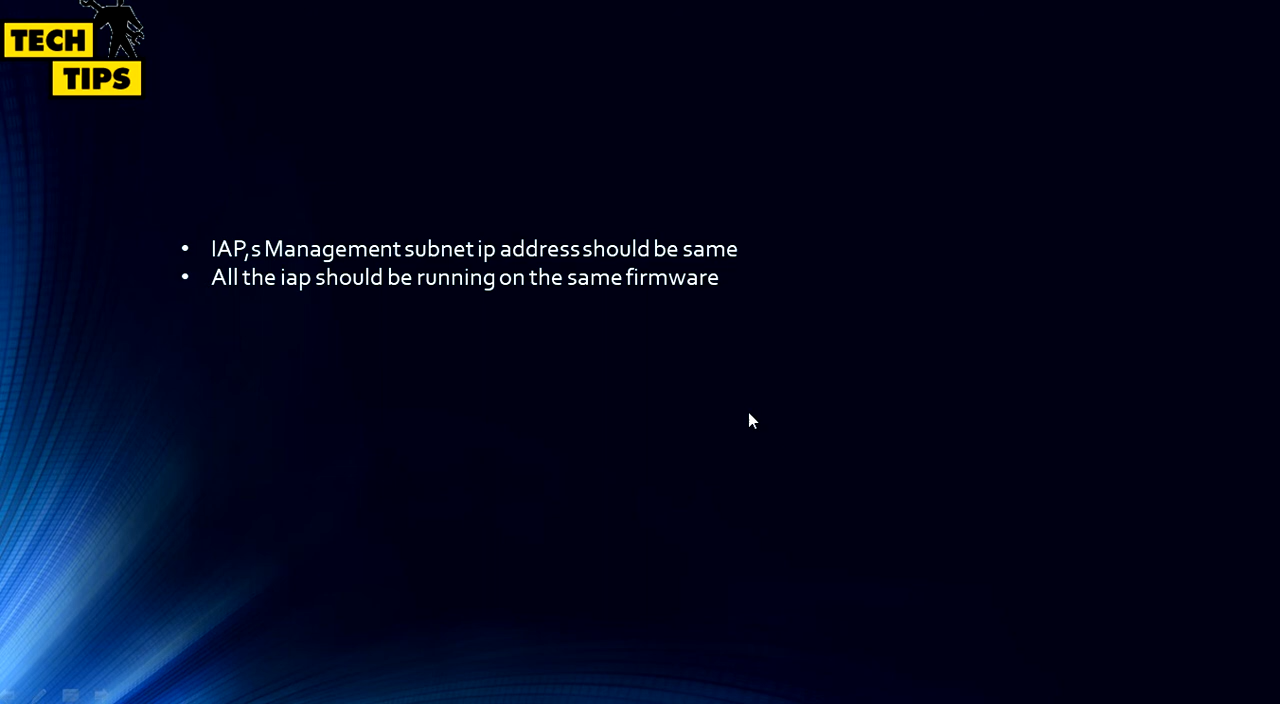 TECH
TIPS
• IAP,s Management subnet ip address should be same
• All the iap should be running on the same firmware